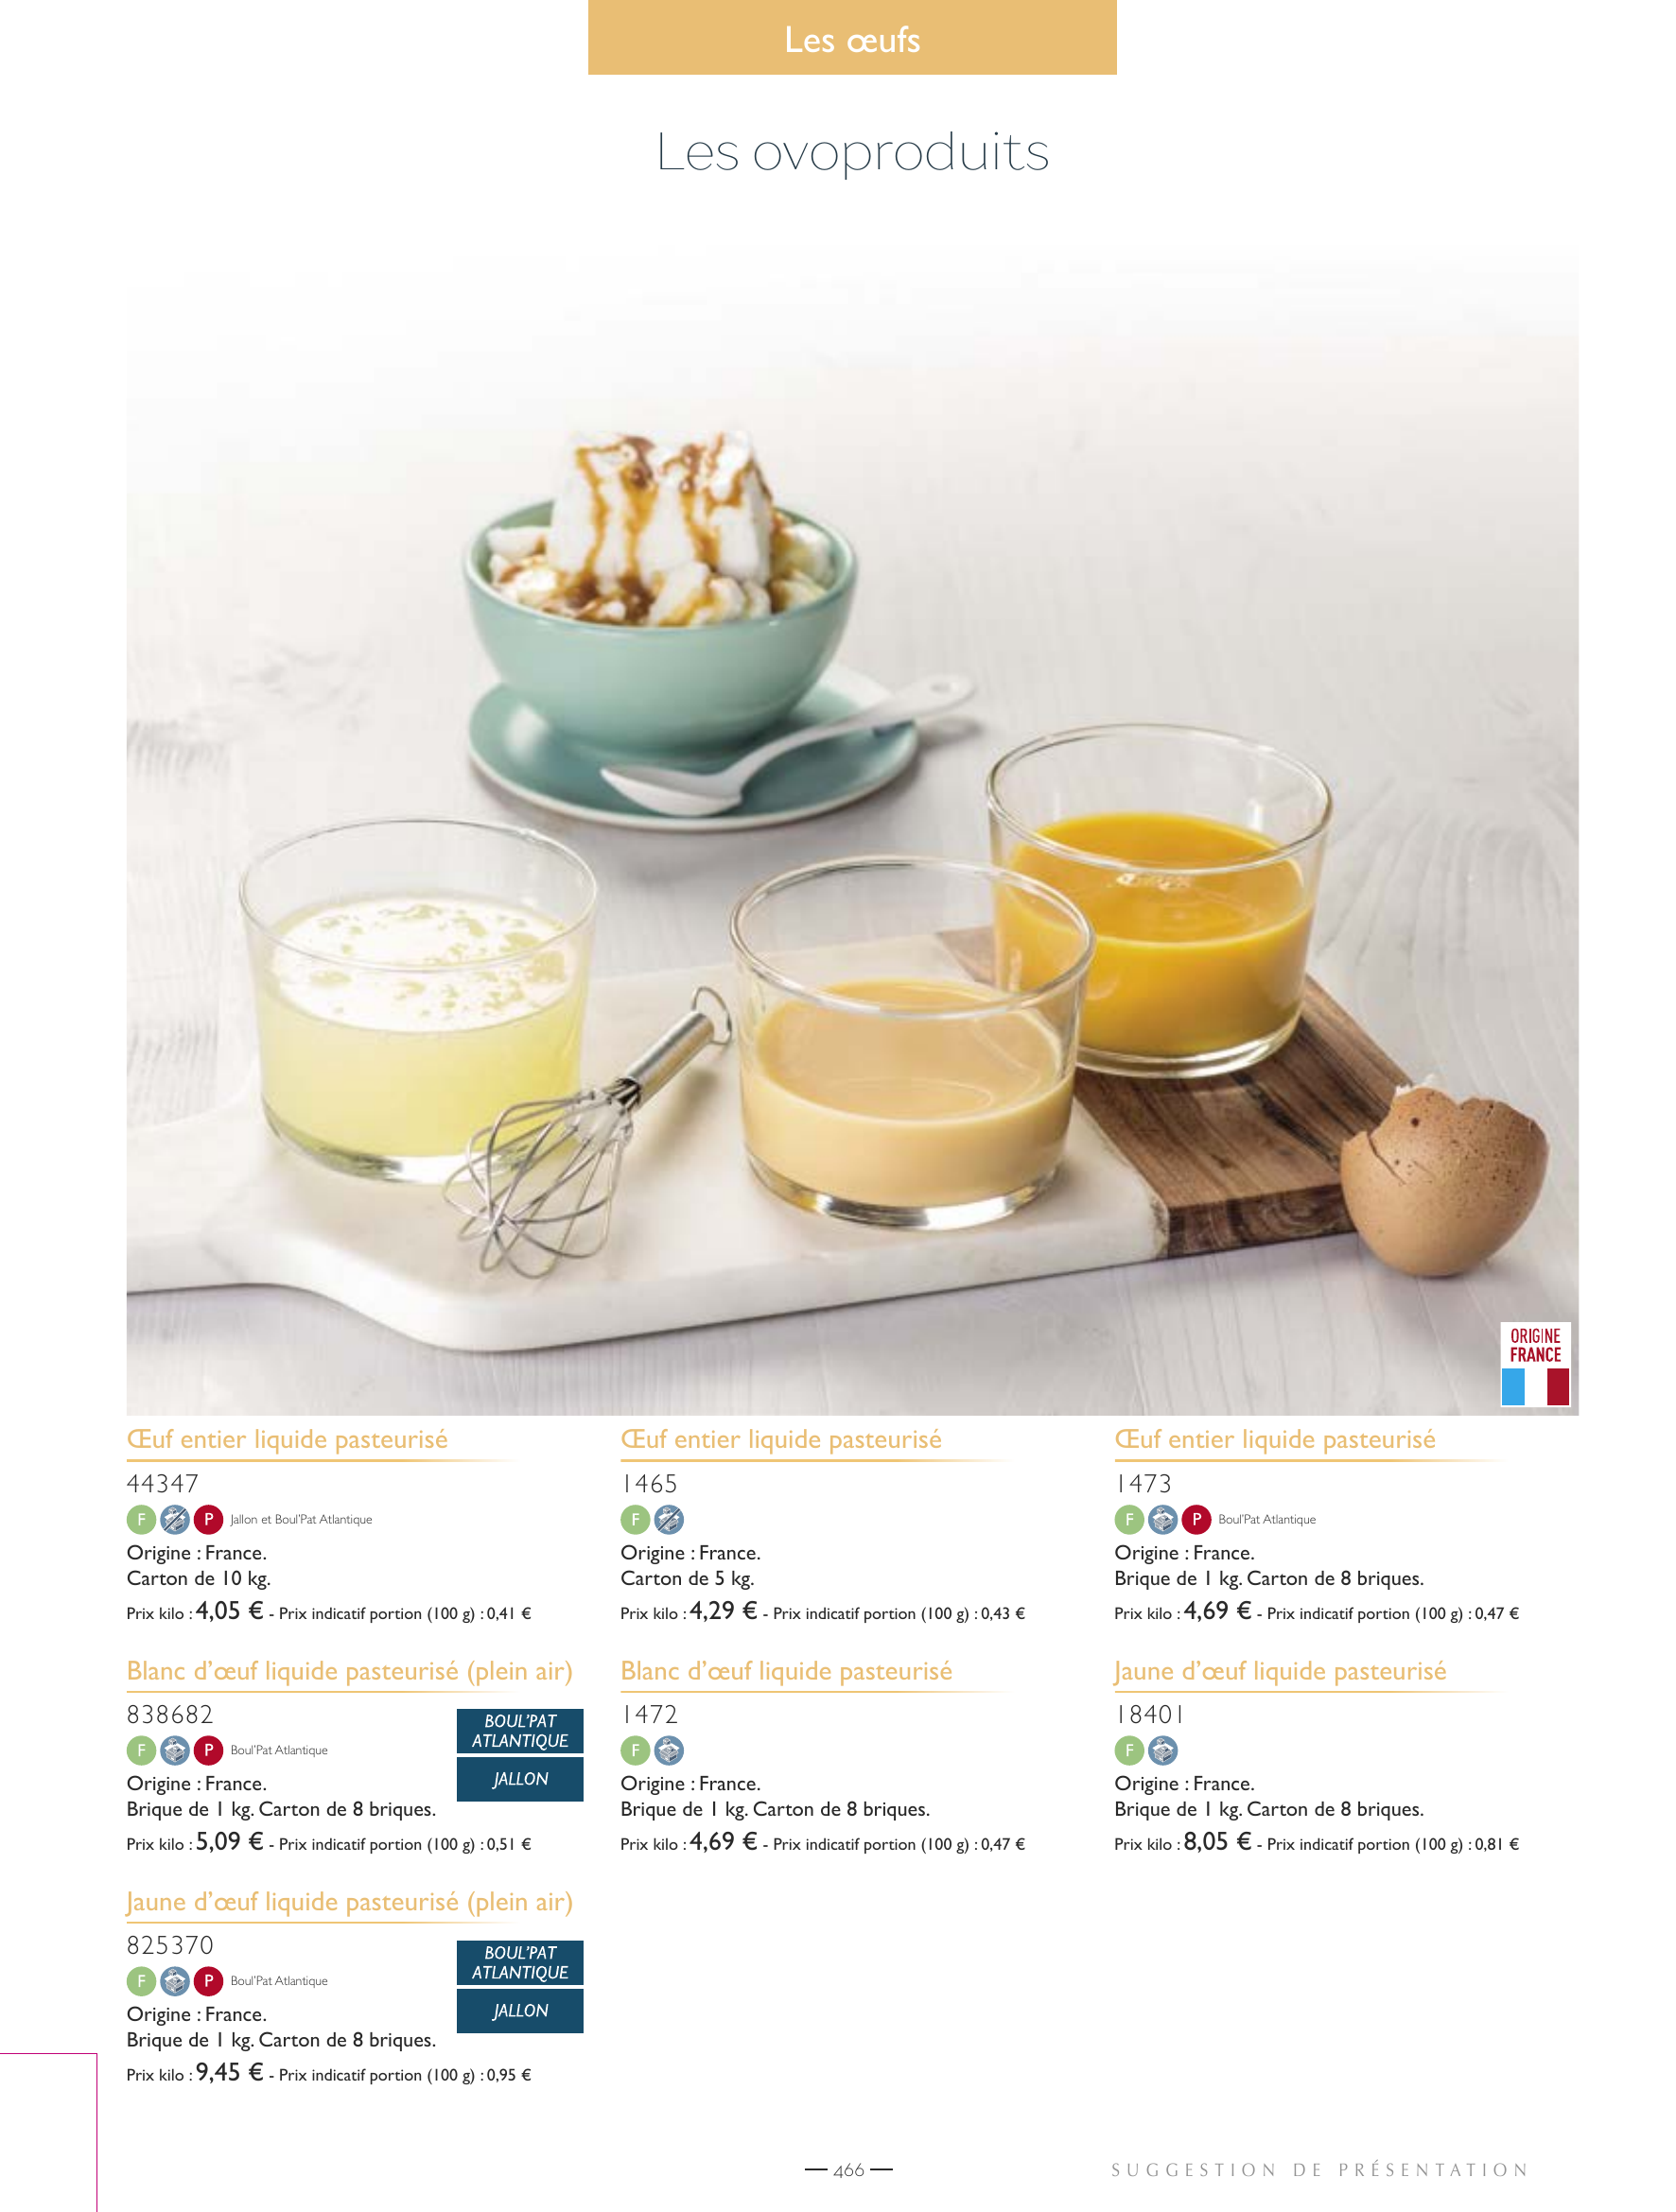 Les œufs
Les ovoproduits
ORIGINE
FRANCE
Œuf entier liquide pasteurisé
44347
F P Jallon et Boul'Pat Atlantique
Origine : France.
Carton de 10 kg.
Prix kilo : 4,05 € - Prix indicatif portion (100 g) : 0,41 €
Œuf entier liquide pasteurisé
1465
F
Origine : France.
Carton de 5 kg.
Prix kilo : 4,29 € - Prix indicatif portion (100 g) : 0,43 €
Œuf entier liquide pasteurisé
1473
F P Boul'Pat Atlantique
Origine : France.
Brique de 1 kg. Carton de 8 briques.
Prix kilo : 4,69 € - Prix indicatif portion (100 g) : 0,47 €
Blanc d'œuf liquide pasteurisé (plein air)
838682
F P Boul'Pat Atlantique
BOUL'PAT
ATLANTIQUE
JALLON
Origine : France.
Brique de 1 kg. Carton de 8 briques.
Prix kilo : 5,09 € - Prix indicatif portion (100 g) : 0,51 €
Blanc d'œuf liquide pasteurisé
1472
F
Origine : France.
Brique de 1 kg. Carton de 8 briques.
Prix kilo : 4,69 € - Prix indicatif portion (100 g) : 0,47 €
Jaune d'œuf liquide pasteurisé
18401
F
Origine : France.
Brique de 1 kg. Carton de 8 briques.
Prix kilo : 8,05 € - Prix indicatif portion (100 g) : 0,81 €
Jaune d'œuf liquide pasteurisé (plein air)
825370
F P Boul'Pat Atlantique
BOUL'PAT
ATLANTIQUE
JALLON
Origine : France.
Brique de 1 kg. Carton de 8 briques.
Prix kilo : 9,45 € - Prix indicatif portion (100 g) : 0,95 €
— 466 —
SUGGESTION DE PRÉSENTATION